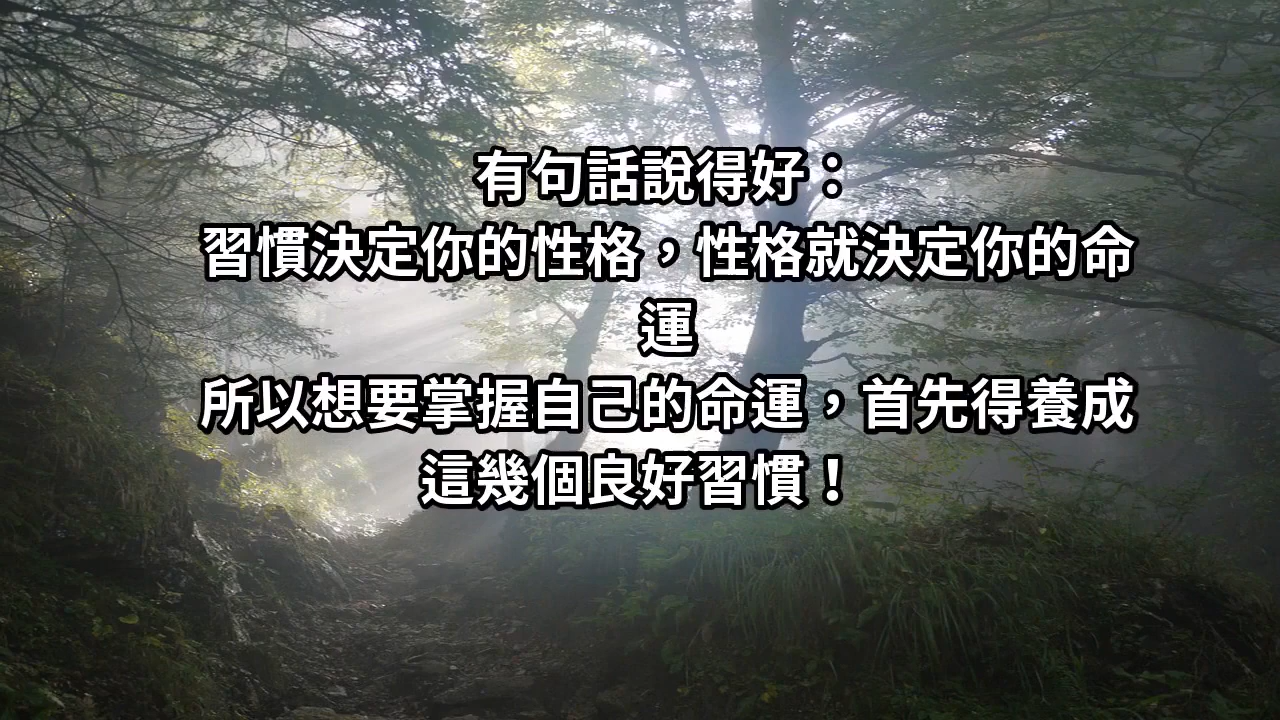 有句話說得好：
習慣決定你的性格，性格就決定你的命
運
所以想要掌握自己的命運，首先得養成
這幾個良好習慣！